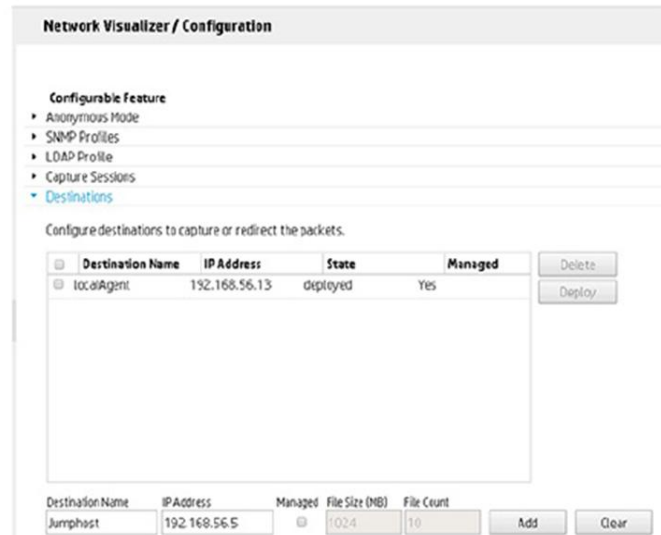 Network Visualizer / Configuration
Configurable Feature
Anonymous Mode
SNMP Profiles
LDAP Profile
Capture Sessions
Destinations
Configure destinations to capture or redirect the packets.
Destination Name IP Address State Managed
localAgent 192.168.56.13 deployed Yes
Delete
Deploy
Destination Name IP Address Managed File Size (MB) File Count
Jumphost 192.168.56.5 1024 10 Add Clear